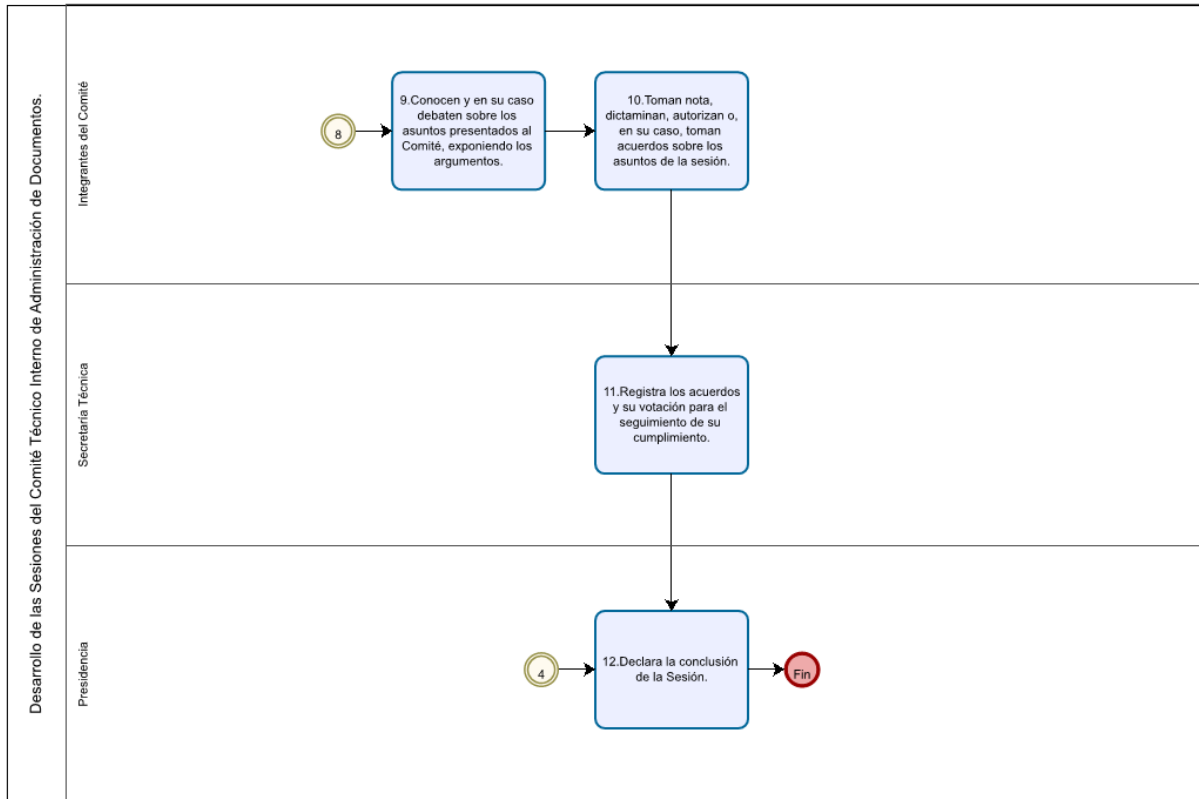 Desarrollo de las Sesiones del Comité Técnico Interno de Administración de Documentos.
Integrantes del Comité
8
9.Conocen y en su caso
debaten sobre los
asuntos presentados al
Comité, exponiendo los
argumentos.
10.Toman nota,
dictaminan, autorizan o,
en su caso, toman
acuerdos sobre los
asuntos de la sesión.
Secretaría Técnica
11.Registra los acuerdos
y su votación para el
seguimiento de su
cumplimiento.
Presidencia
4
12.Declara la conclusión
de la Sesión.
Fin